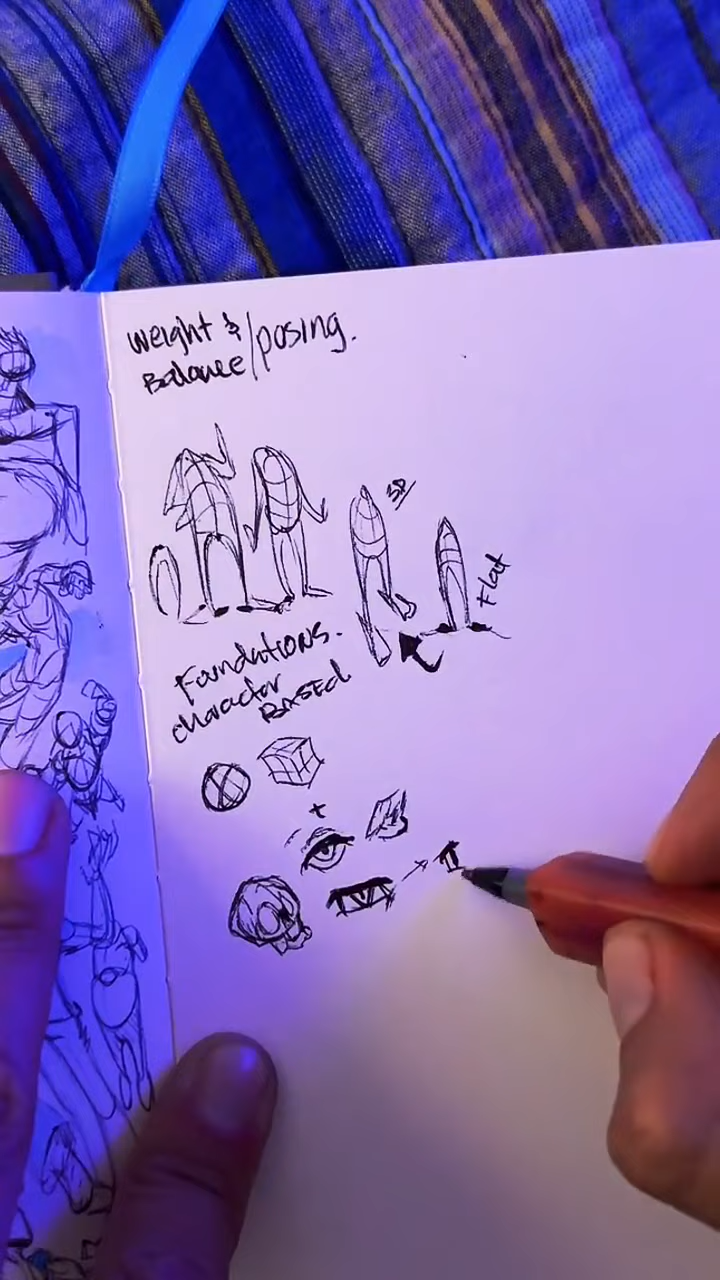 Weight &
Balance/posing.
3D
Flat
Foundations.
character
BASED